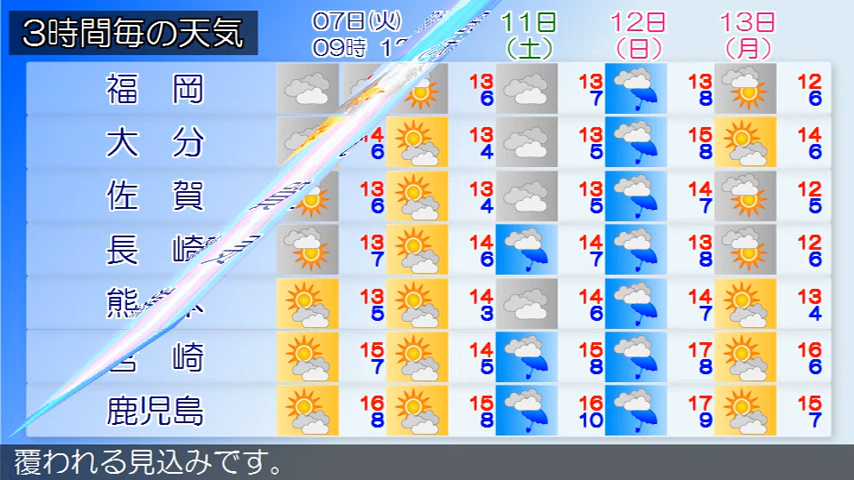 3時間毎の天気
07日(火) 11日 12日 13日
09時 (土) (日) (月)
福岡 13 6 13 7 13 8 12 6
大分 14 6 13 4 13 5 15 8 14 6
佐賀 13 6 13 4 13 5 14 7 12 5
長崎 13 7 14 6 14 7 13 8 12 6
熊 13 5 14 3 14 6 14 7 13 4
崎 15 7 14 5 15 8 17 8 16 6
鹿児島 16 8 15 8 16 10 17 9 15 7
覆われる見込みです。